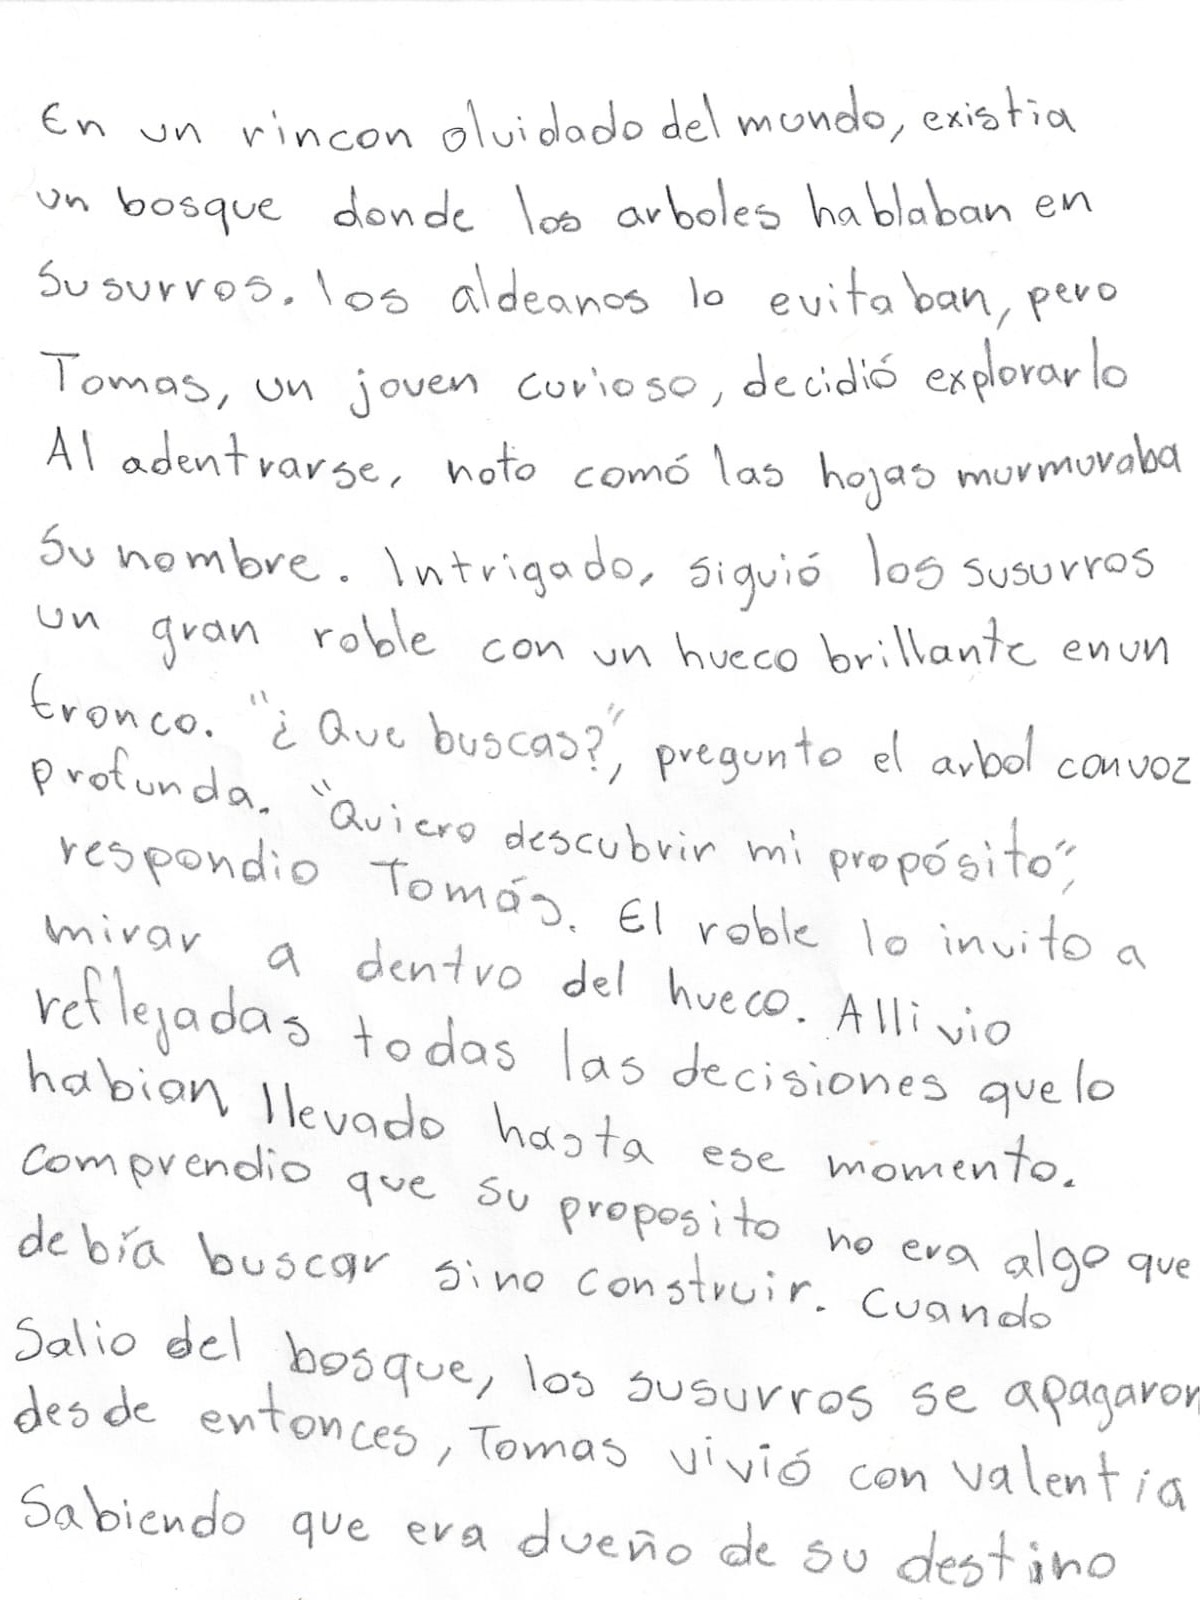 En un rincon olvidado del mundo, existia
un bosque donde los arboles hablaban en
susurros. los aldeanos lo evitaban, pero
Tomas, un joven curioso, decidió explorarlo
Al adentrarse, noto comó las hojas murmuraba
su nombre. Intrigado, siguió los susurros
un gran roble con un hueco brillante en un
tronco. "¿Que buscas?", pregunto el arbol con voz
profunda. "Quiero descubrir mi propósito",
respondio Tomás. El roble lo invito a
mirar a dentro del hueco. Alli vio
reflejadas todas las decisiones que lo
habian llevado hasta ese momento.
Comprendio que su proposito no era algo que
debía buscar sino construir. Cuando
Salio del bosque, los susurros se apagaron
desde entonces, Tomas vivió con valentia
Sabiendo que era dueño de su destino